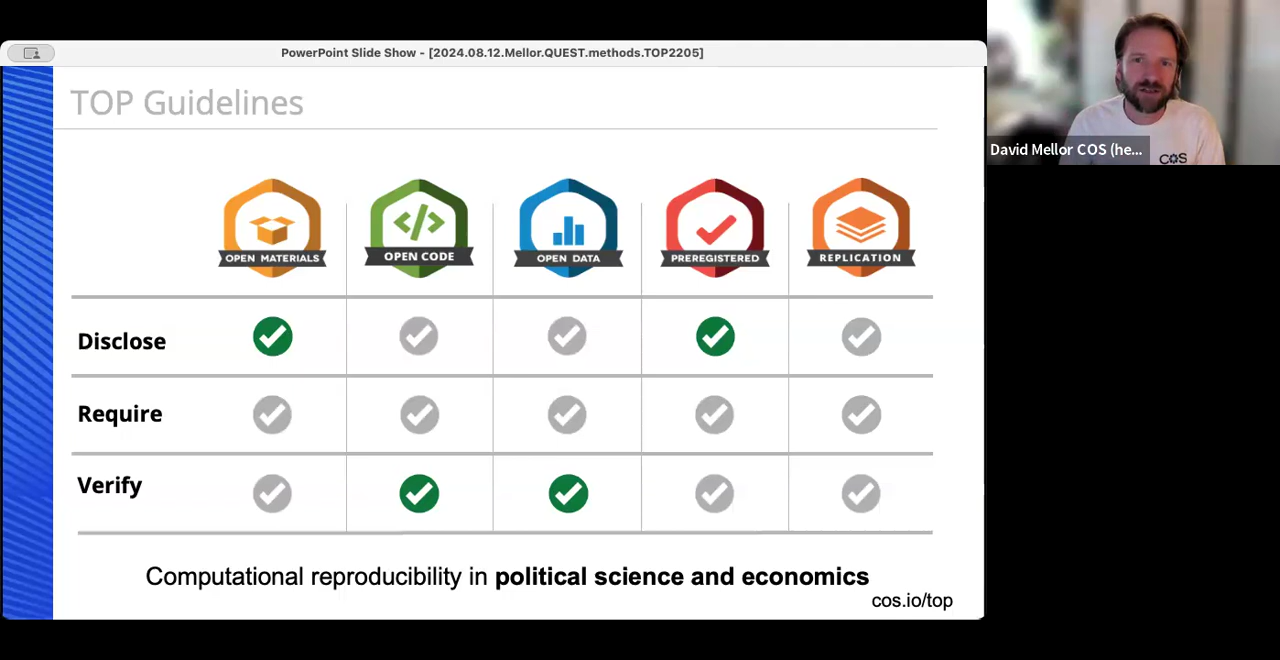 PowerPoint Slide Show - [2024.08.12.Mellor.QUEST.methods.TOP2205]
David Mellor COS (he...
COS
TOP Guidelines
OPEN MATERIALS
</>
OPEN CODE
OPEN DATA
PREREGISTERED
REPLICATION
Disclose
Require
Verify
Computational reproducibility in political science and economics
cos.io/top